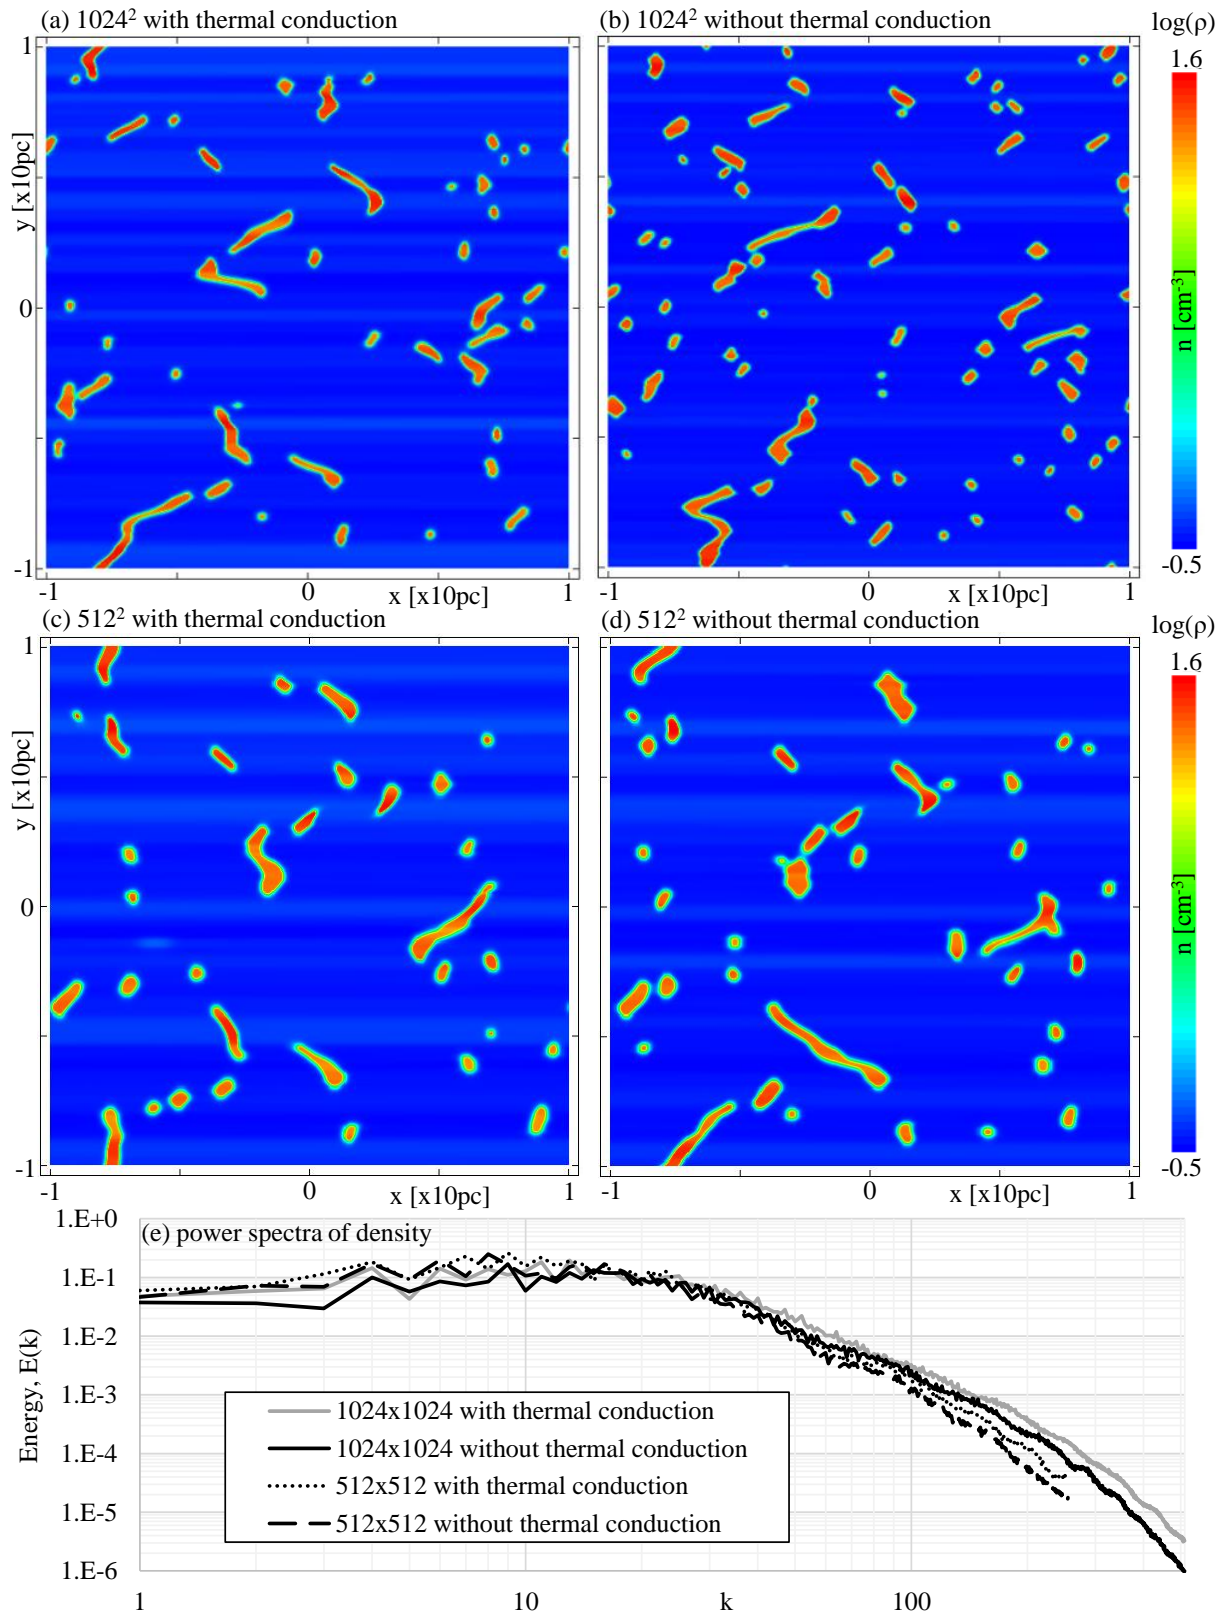 (a) 1024² with thermal conduction
(b) 1024² without thermal conduction
log(ρ)
1
1.6
y [x10pc]
n [cm⁻³]
0
-1
-0.5
-1
0
x [x10pc]
1
-1
0
x [x10pc]
1
(c) 512² with thermal conduction
(d) 512² without thermal conduction
log(ρ)
1
1.6
y [x10pc]
n [cm⁻³]
0
-1
-0.5
-1
0
x [x10pc]
1
-1
0
x [x10pc]
1
(e) power spectra of density
1.E+0
1.E-1
1.E-2
1.E-3
1.E-4
1.E-5
1.E-6
Energy, E(k)
1024x1024 with thermal conduction
1024x1024 without thermal conduction
512x512 with thermal conduction
512x512 without thermal conduction
1
10
k
100